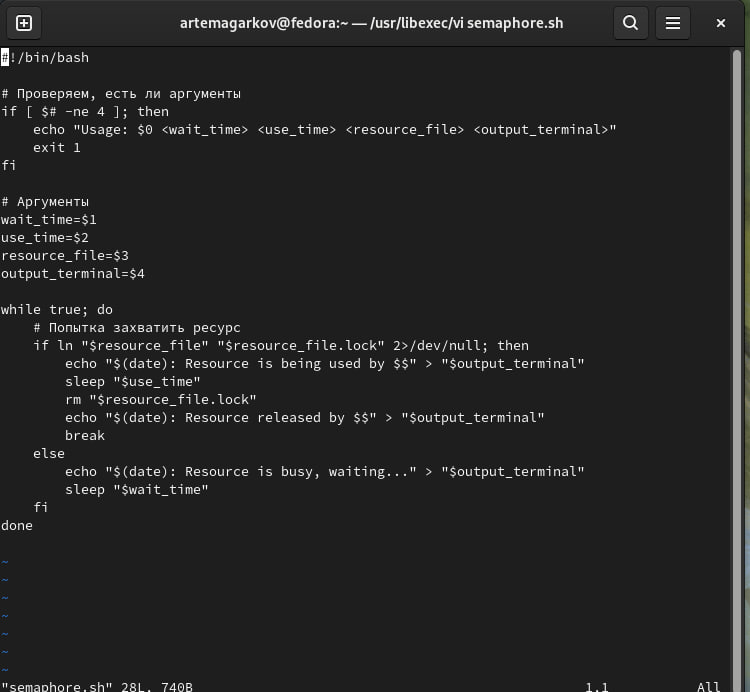 artemagarkov@fedora:~ — /usr/libexec/vi semaphore.sh
#!/bin/bash

# Проверяем, есть ли аргументы
if [ $# -ne 4 ]; then
    echo "Usage: $0 <wait_time> <use_time> <resource_file> <output_terminal>"
    exit 1
fi

# Аргументы
wait_time=$1
use_time=$2
resource_file=$3
output_terminal=$4

while true; do
    # Попытка захватить ресурс
    if ln "$resource_file" "$resource_file.lock" 2>/dev/null; then
        echo "$(date): Resource is being used by $$" > "$output_terminal"
        sleep "$use_time"
        rm "$resource_file.lock"
        echo "$(date): Resource released by $$" > "$output_terminal"
        break
    else
        echo "$(date): Resource is busy, waiting..." > "$output_terminal"
        sleep "$wait_time"
    fi
done

~
~
~
~
~
~
~
"semaphore.sh" 28L, 740B 1,1 All